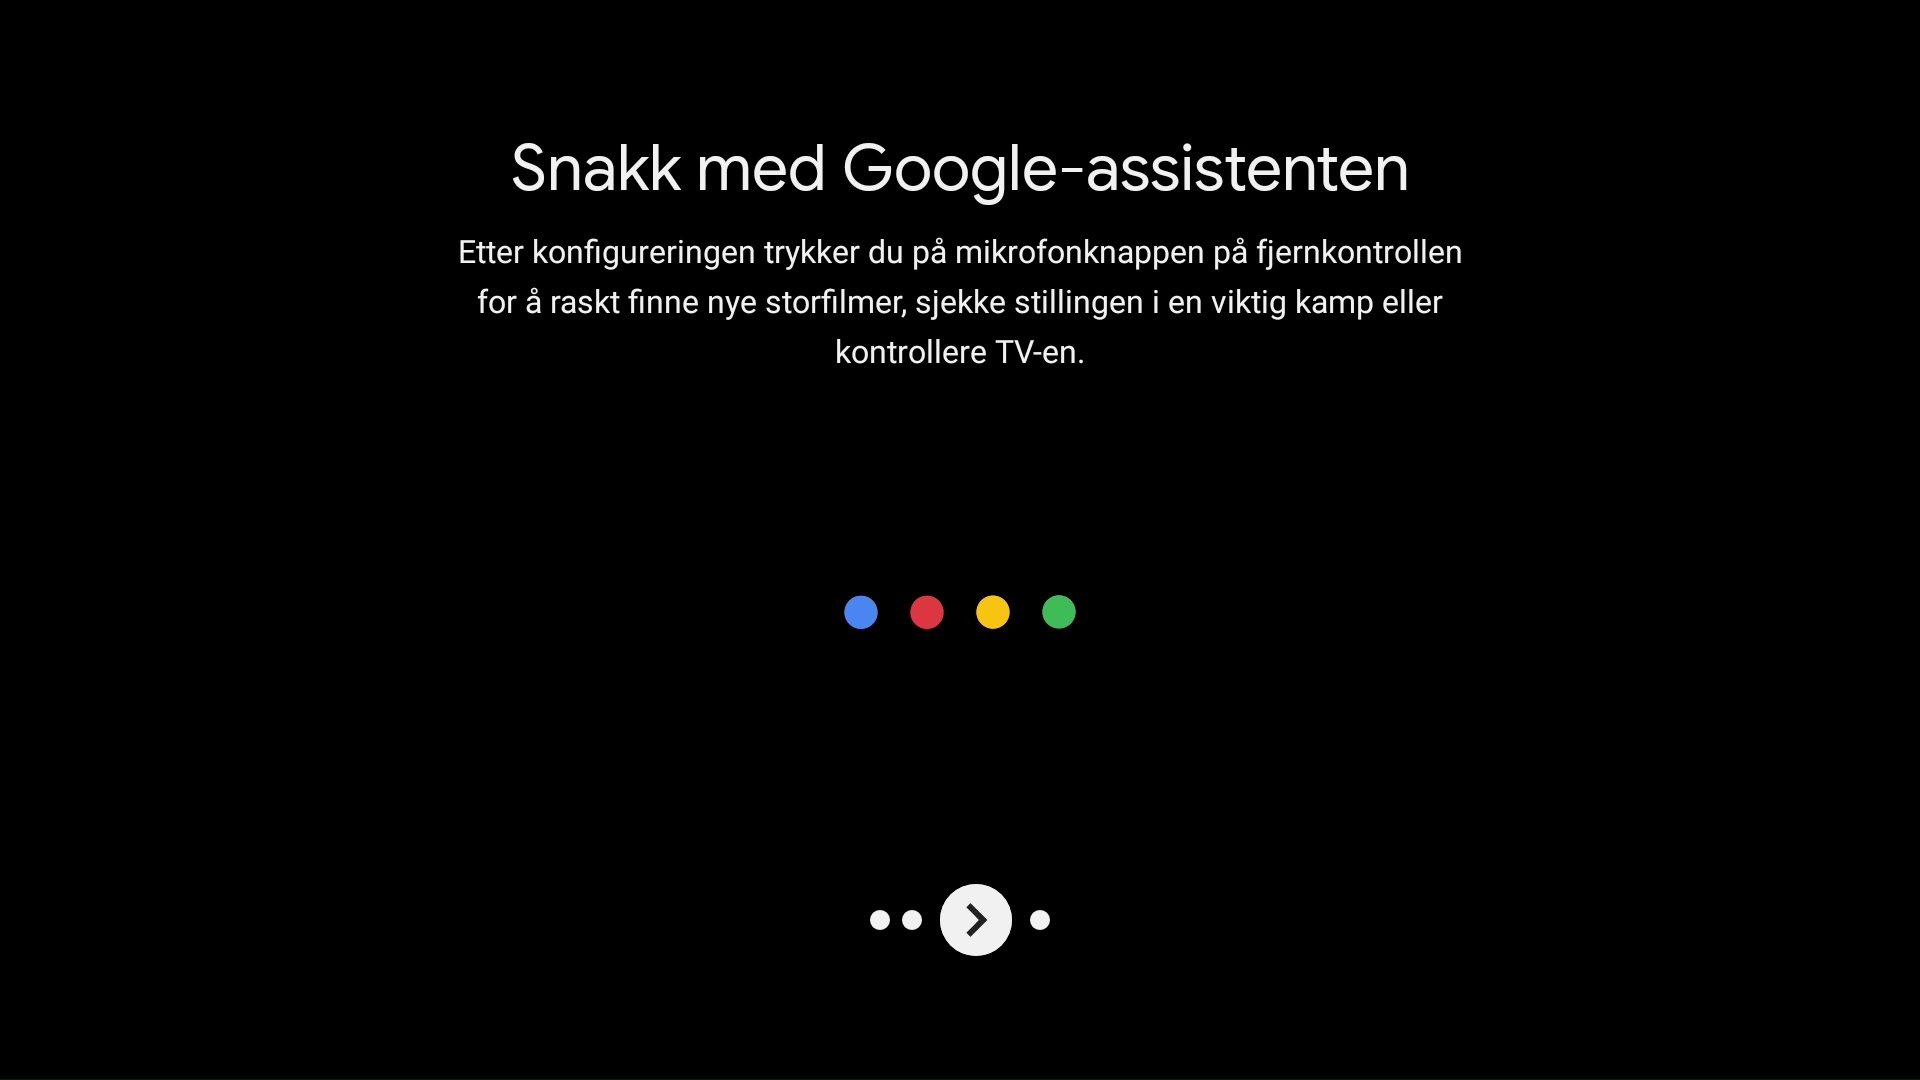 Snakk med Google-assistenten
Etter konfigureringen trykker du på mikrofonknappen på fjernkontrollen
for å raskt finne nye storfilmer, sjekke stillingen i en viktig kamp eller
kontrollere TV-en.